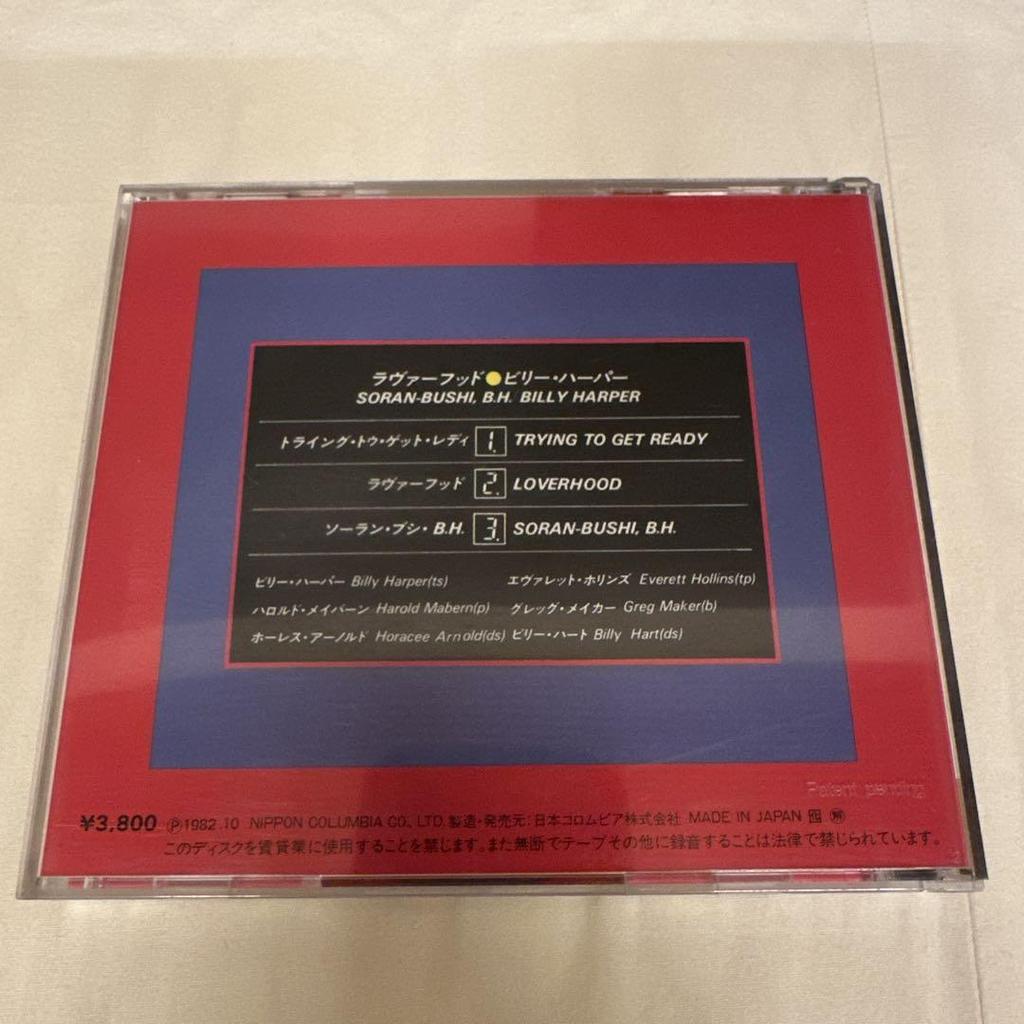 ラヴァーフッド●ビリー・ハーパー
SORAN-BUSHI, B.H. BILLY HARPER
トライング・トゥ・ゲット・レディ 1. TRYING TO GET READY
ラヴァーフッド 2. LOVERHOOD
ソーラン・ブシ・B.H. 3. SORAN-BUSHI, B.H.
ビリー・ハーパー Billy Harper(ts) エヴァレット・ホリンズ Everett Hollins(tp)
ハロルド・メイバーン Harold Mabern(p) グレッグ・メイカー Greg Maker(b)
ホーレス・アーノルド Horacee Arnold(ds) ビリー・ハート Billy Hart(ds)
Patent pending
¥3,800 Ⓟ1982.10 NIPPON COLUMBIA CO., LTD. 製造・発売元:日本コロムビア株式会社 MADE IN JAPAN
このディスクを賃貸業に使用することを禁じます。また無断でテープその他に録音することは法律で禁じられています。